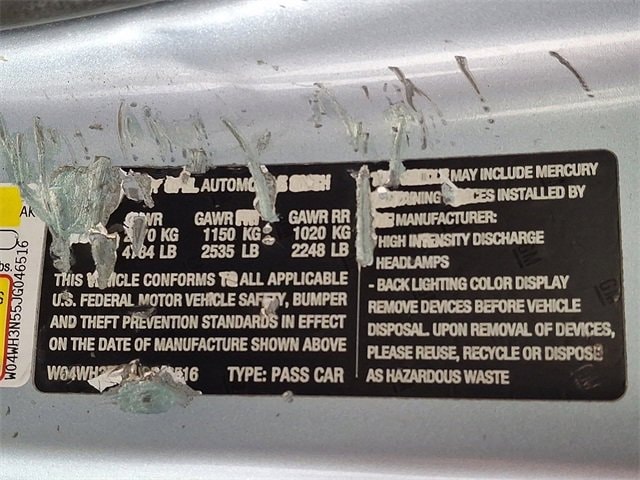 AUTOMO
GAWR GAWR RR
KG 1150 KG 1020 KG
LB 2535 LB 2248 LB
THIS VEHICLE CONFORMS TO ALL APPLICABLE
U.S. FEDERAL MOTOR VEHICLE SAFETY, BUMPER
AND THEFT PREVENTION STANDARDS IN EFFECT
ON THE DATE OF MANUFACTURE SHOWN ABOVE
TYPE: PASS CAR
MAY INCLUDE MERCURY
INSTALLED BY
MANUFACTURER:
HIGH INTENSITY DISCHARGE
HEADLAMPS
- BACK LIGHTING COLOR DISPLAY
REMOVE DEVICES BEFORE VEHICLE
DISPOSAL. UPON REMOVAL OF DEVICES,
PLEASE REUSE, RECYCLE OR DISPOSE
AS HAZARDOUS WASTE
W04WH3N55JG046516